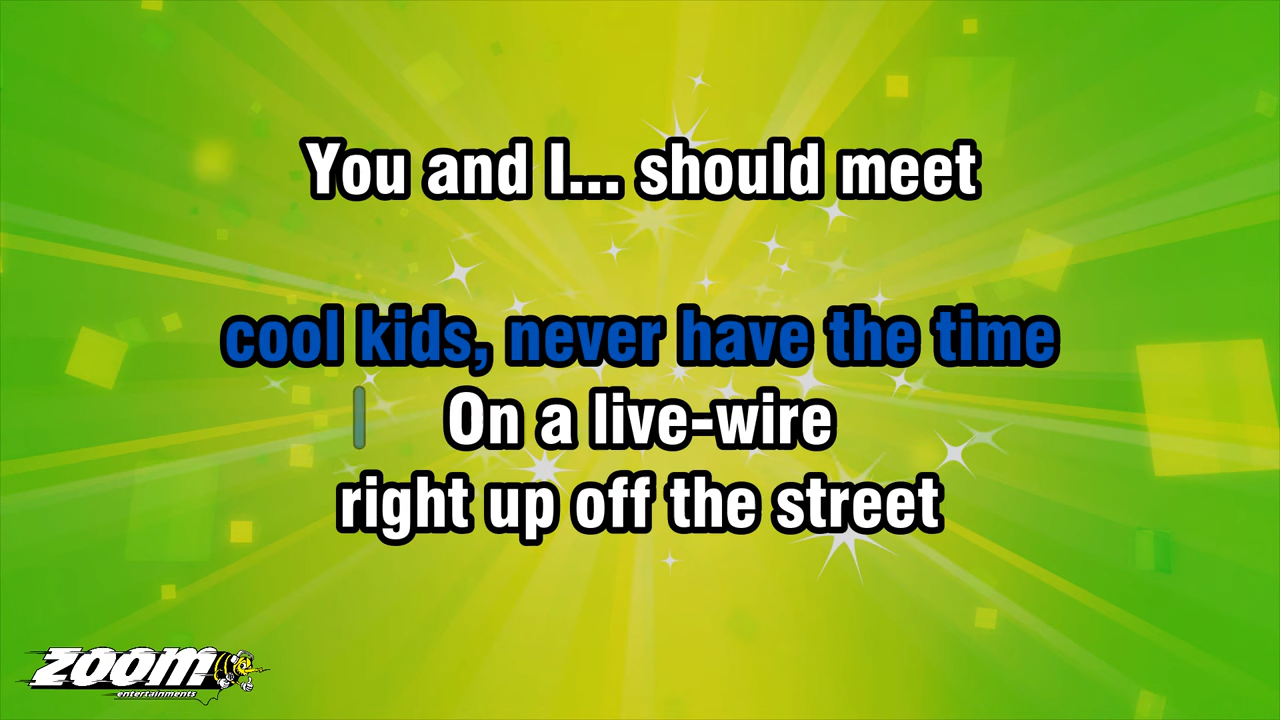 You and I... should meet
cool kids, never have the time
On a live-wire
right up off the street
ZOOM
entertainments